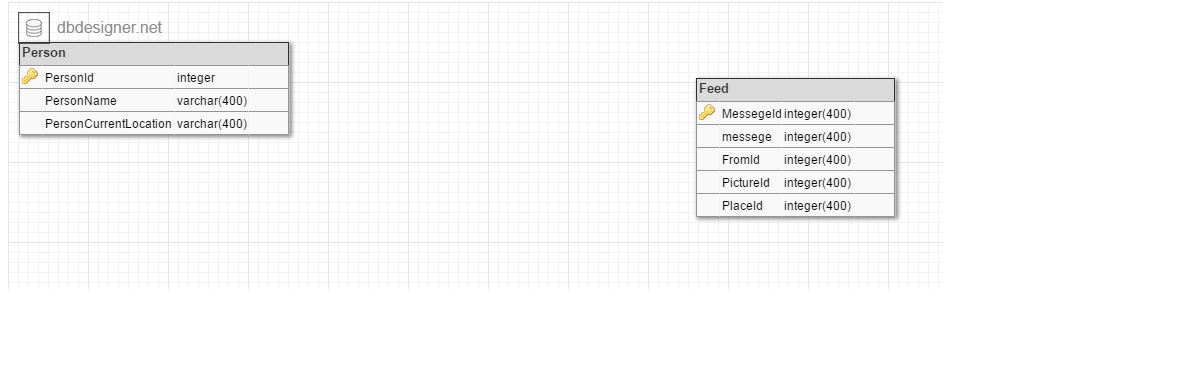 dbdesigner.net
Person
PersonId integer
PersonName varchar(400)
PersonCurrentLocation varchar(400)
Feed
MessegeId integer(400)
messege integer(400)
FromId integer(400)
PictureId integer(400)
PlaceId integer(400)